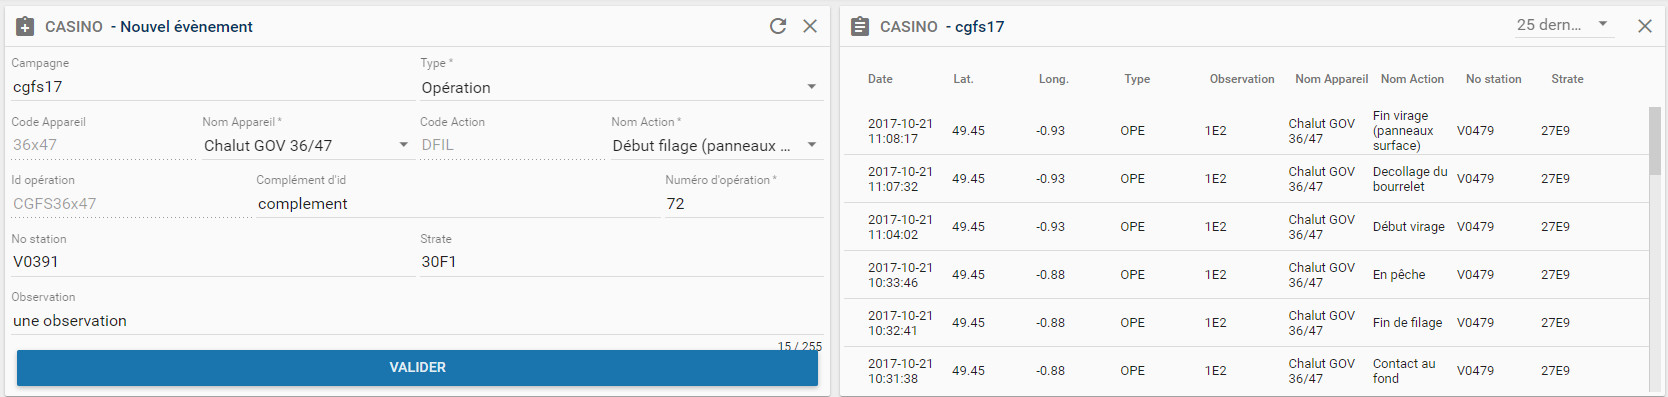 CASINO - Nouvel évènement
Campagne
Type *
cgfs17
Opération
Code Appareil
Nom Appareil *
Code Action
Nom Action *
36x47
Chalut GOV 36/47
DFIL
Début filage (panneaux ...
Id opération
Complément d'id
Numéro d'opération *
CGFS36x47
complement
72
No station
Strate
V0391
30F1
Observation
une observation
15 / 255
VALIDER
CASINO - cgfs17
25 dern...
Date Lat. Long. Type Observation Nom Appareil Nom Action No station Strate
2017-10-21
11:08:17
49.45
-0.93
OPE
1E2
Chalut GOV
36/47
Fin virage
(panneaux
surface)
V0479
27E9
2017-10-21
11:07:32
49.45
-0.93
OPE
1E2
Chalut GOV
36/47
Decollage du
bourrelet
V0479
27E9
2017-10-21
11:04:02
49.45
-0.93
OPE
1E2
Chalut GOV
36/47
Début virage
V0479
27E9
2017-10-21
10:33:46
49.45
-0.88
OPE
1E2
Chalut GOV
36/47
En pêche
V0479
27E9
2017-10-21
10:32:41
49.45
-0.88
OPE
1E2
Chalut GOV
36/47
Fin de filage
V0479
27E9
2017-10-21
10:31:38
49.45
-0.88
OPE
1E2
Chalut GOV
36/47
Contact au
fond
V0479
27E9